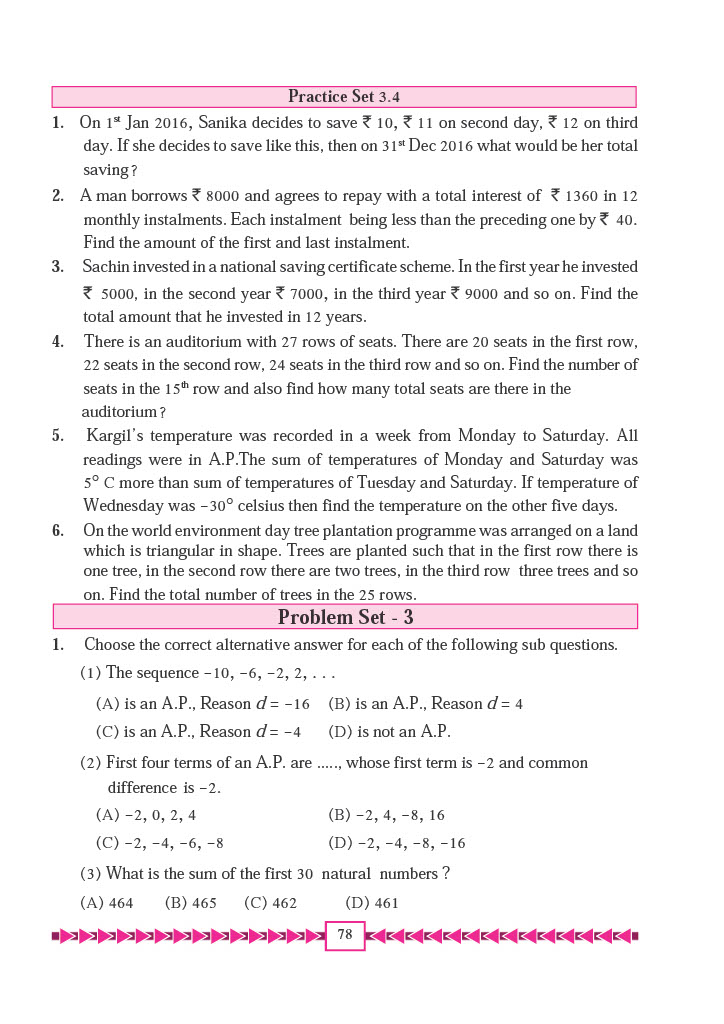 Practice Set 3.4
1. On 1st Jan 2016, Sanika decides to save ₹ 10, ₹ 11 on second day, ₹ 12 on third
day. If she decides to save like this, then on 31st Dec 2016 what would be her total
saving?
2. A man borrows ₹ 8000 and agrees to repay with a total interest of ₹ 1360 in 12
monthly instalments. Each instalment being less than the preceding one by ₹ 40.
Find the amount of the first and last instalment.
3. Sachin invested in a national saving certificate scheme. In the first year he invested
₹ 5000, in the second year ₹ 7000, in the third year ₹ 9000 and so on. Find the
total amount that he invested in 12 years.
4. There is an auditorium with 27 rows of seats. There are 20 seats in the first row,
22 seats in the second row, 24 seats in the third row and so on. Find the number of
seats in the 15th row and also find how many total seats are there in the
auditorium?
5. Kargil's temperature was recorded in a week from Monday to Saturday. All
readings were in A.P.The sum of temperatures of Monday and Saturday was
5° C more than sum of temperatures of Tuesday and Saturday. If temperature of
Wednesday was -30° celsius then find the temperature on the other five days.
6. On the world environment day tree plantation programme was arranged on a land
which is triangular in shape. Trees are planted such that in the first row there is
one tree, in the second row there are two trees, in the third row three trees and so
on. Find the total number of trees in the 25 rows.
Problem Set - 3
1. Choose the correct alternative answer for each of the following sub questions.
(1) The sequence -10, -6, -2, 2, . . .
(A) is an A.P., Reason d = -16 (B) is an A.P., Reason d = 4
(C) is an A.P., Reason d = -4 (D) is not an A.P.
(2) First four terms of an A.P. are ....., whose first term is -2 and common
difference is -2.
(A) -2, 0, 2, 4 (B) -2, 4, -8, 16
(C) -2, -4, -6, -8 (D) -2, -4, -8, -16
(3) What is the sum of the first 30 natural numbers ?
(A) 464 (B) 465 (C) 462 (D) 461
78